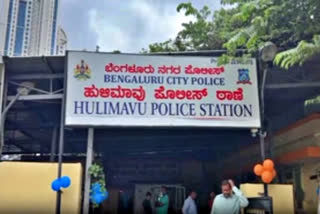 ಬೆಂಗಳೂರು ನಗರ ಪೊಲೀಸ್
BENGALURU CITY POLICE
ಹುಳಿಮಾವು ಪೊಲೀಸ್ ಠಾಣೆ
HULIMAVU POLICE STATION